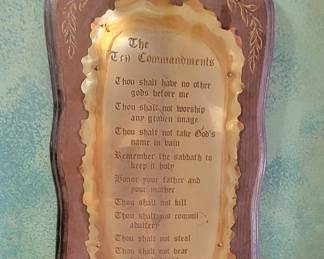 The
Ten Commandments
Thou shalt have no other
gods before me
Thou shalt not worship
any graven image
Thou shalt not take God's
name in vain
Remember the sabbath to
keep it holy
Honor your father and
your mother
Thou shalt not kill
Thou shalt not commit
adultery
Thou shalt not steal
Thou shalt not bear